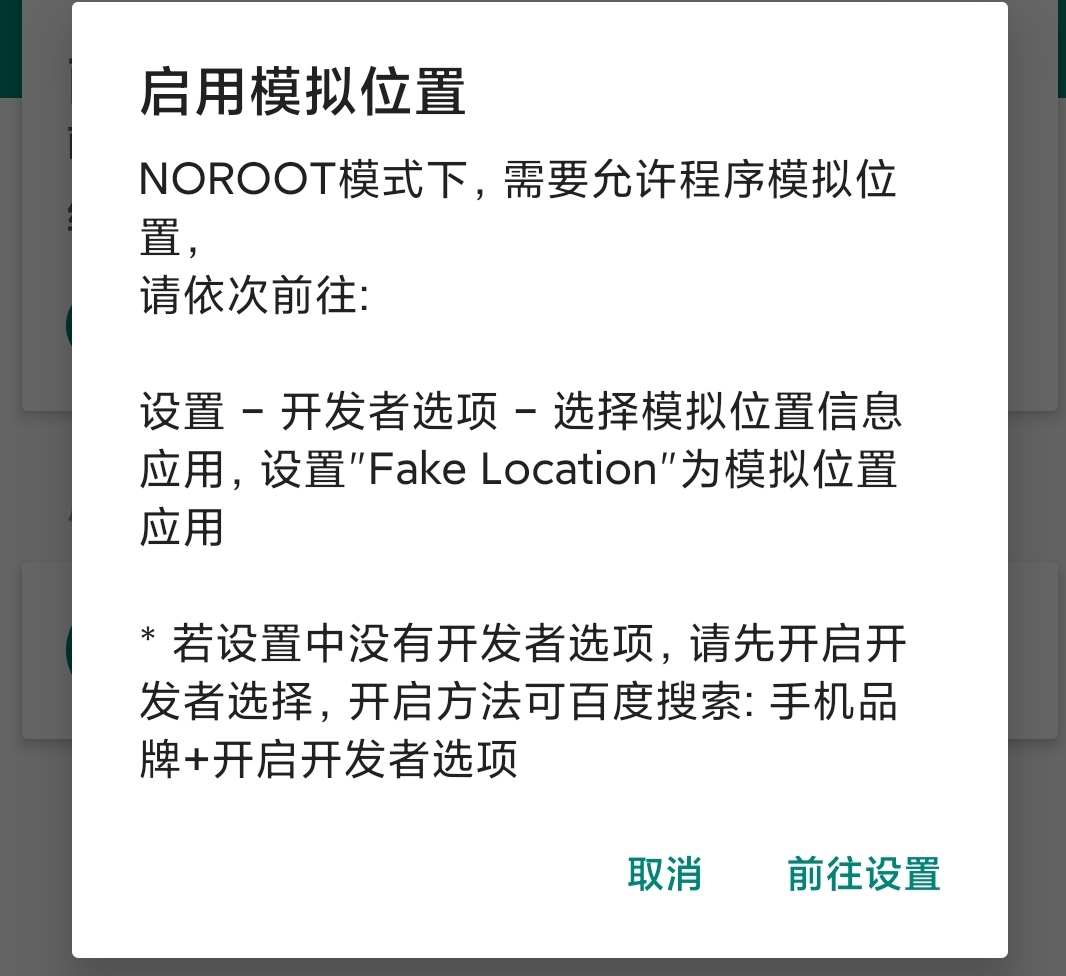 启用模拟位置
NOROOT模式下, 需要允许程序模拟位
置,
请依次前往:
设置 – 开发者选项 – 选择模拟位置信息
应用, 设置"Fake Location"为模拟位置
应用
* 若设置中没有开发者选项, 请先开启开
发者选择, 开启方法可百度搜索: 手机品
牌+开启开发者选项
取消 前往设置